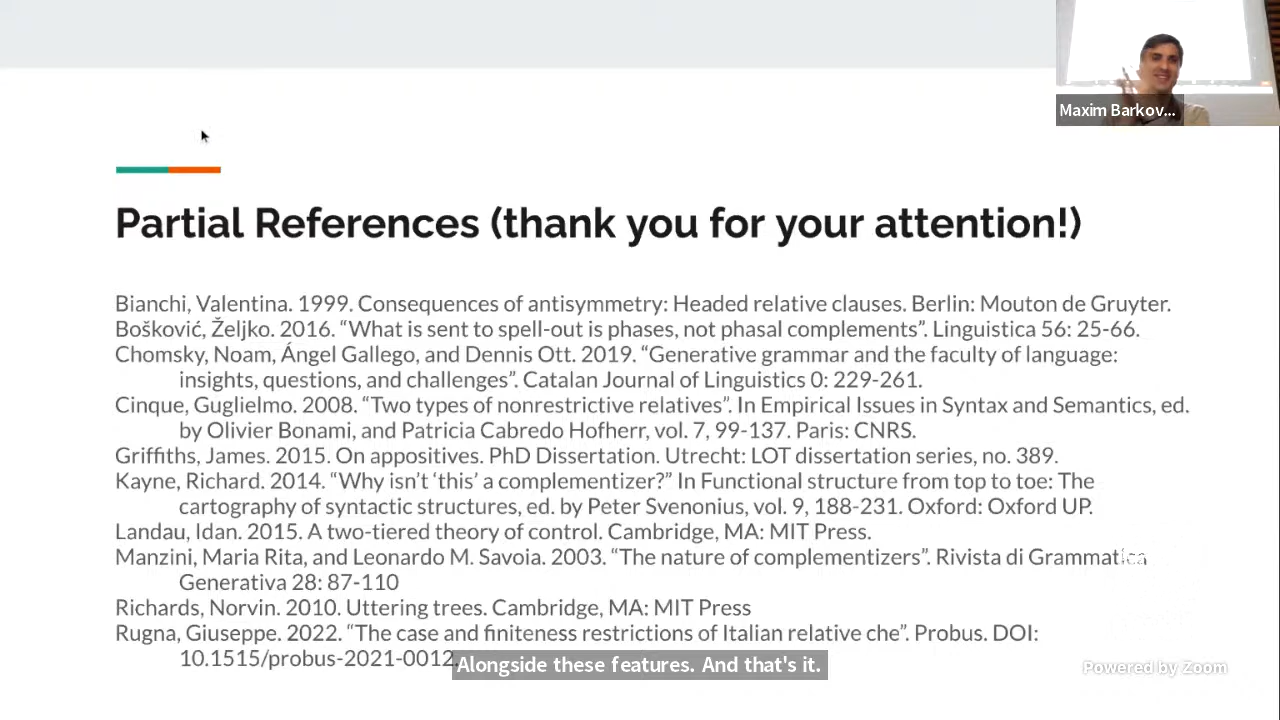 Maxim Barkov...
Partial References (thank you for your attention!)
Bianchi, Valentina. 1999. Consequences of antisymmetry: Headed relative clauses. Berlin: Mouton de Gruyter.
Bošković, Željko. 2016. “What is sent to spell-out is phases, not phasal complements”. Linguistica 56: 25-66.
Chomsky, Noam, Ángel Gallego, and Dennis Ott. 2019. “Generative grammar and the faculty of language:
insights, questions, and challenges”. Catalan Journal of Linguistics 0: 229-261.
Cinque, Guglielmo. 2008. “Two types of nonrestrictive relatives”. In Empirical Issues in Syntax and Semantics, ed.
by Olivier Bonami, and Patricia Cabredo Hofherr, vol. 7, 99-137. Paris: CNRS.
Griffiths, James. 2015. On appositives. PhD Dissertation. Utrecht: LOT dissertation series, no. 389.
Kayne, Richard. 2014. “Why isn’t ‘this’ a complementizer?” In Functional structure from top to toe: The
cartography of syntactic structures, ed. by Peter Svenonius, vol. 9, 188-231. Oxford: Oxford UP.
Landau, Idan. 2015. A two-tiered theory of control. Cambridge, MA: MIT Press.
Manzini, Maria Rita, and Leonardo M. Savoia. 2003. “The nature of complementizers”. Rivista di Grammatica
Generativa 28: 87-110
Richards, Norvin. 2010. Uttering trees. Cambridge, MA: MIT Press
Rugna, Giuseppe. 2022. “The case and finiteness restrictions of Italian relative che”. Probus. DOI:
10.1515/probus-2021-0012.
Alongside these features. And that's it.
Powered by Zoom